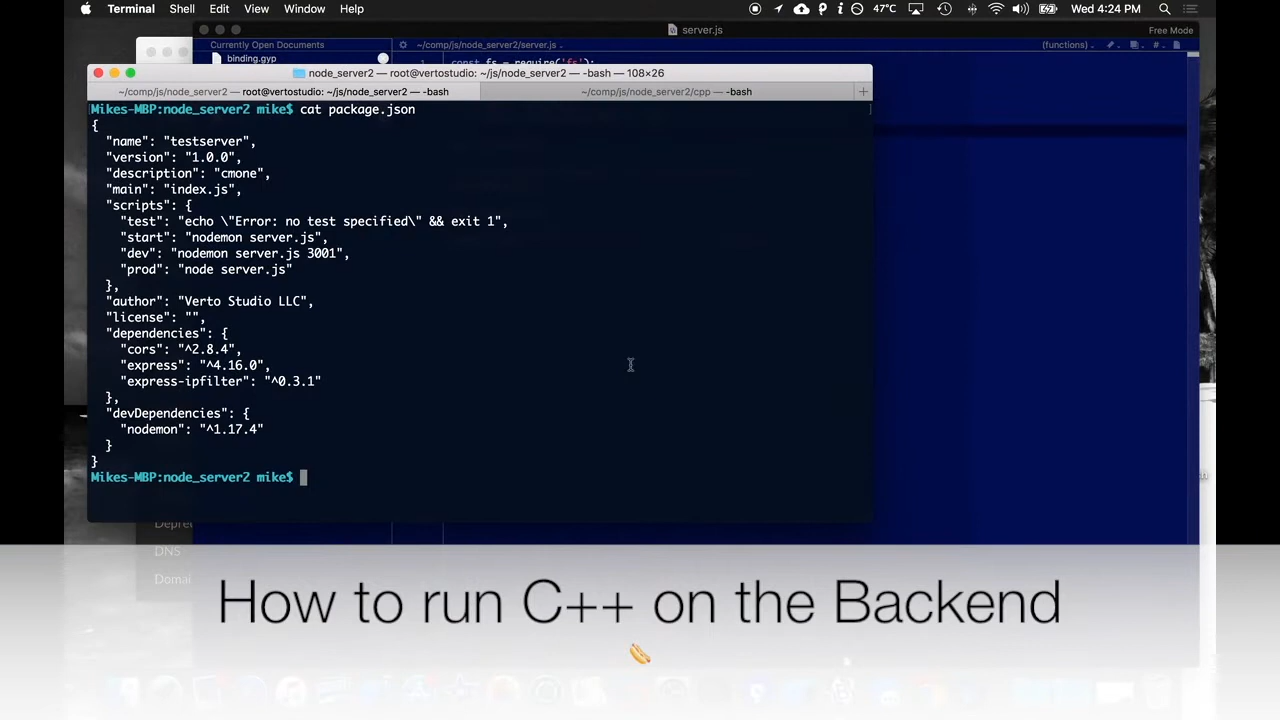 Terminal Shell Edit View Window Help 47°C Wed 4:24 PM
server.js Free Mode
Currently Open Documents ~/comp/js/node_server2/server.js (functions)
binding.gyp 1 const fs = require('fs');
node_server2 — root@vertostudio: ~/js/node_server2 — -bash — 108×26
~/comp/js/node_server2 — root@vertostudio: ~/js/node_server2 — -bash ~/comp/js/node_server2/cpp — -bash
Mikes-MBP:node_server2 mike$ cat package.json
{
"name": "testserver",
"version": "1.0.0",
"description": "cmone",
"main": "index.js",
"scripts": {
"test": "echo \"Error: no test specified\" && exit 1",
"start": "nodemon server.js",
"dev": "nodemon server.js 3001",
"prod": "node server.js"
},
"author": "Verto Studio LLC",
"license": "",
"dependencies": {
"cors": "^2.8.4",
"express": "^4.16.0",
"express-ipfilter": "^0.3.1"
},
"devDependencies": {
"nodemon": "^1.17.4"
}
}
Mikes-MBP:node_server2 mike$
DNS
Domai
How to run C++ on the Backend